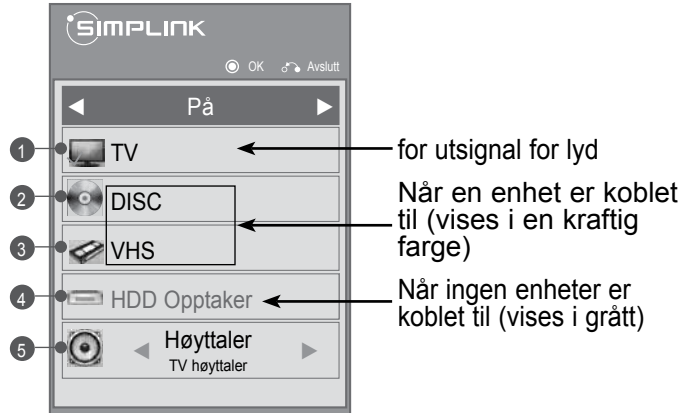 SIMPLINK
OK Avslutt
På
1 TV
for utsignal for lyd
2 DISC
Når en enhet er koblet
til (vises i en kraftig
farge)
3 VHS
4 HDD Opptaker
Når ingen enheter er
koblet til (vises i grått)
5 Høyttaler
TV høyttaler